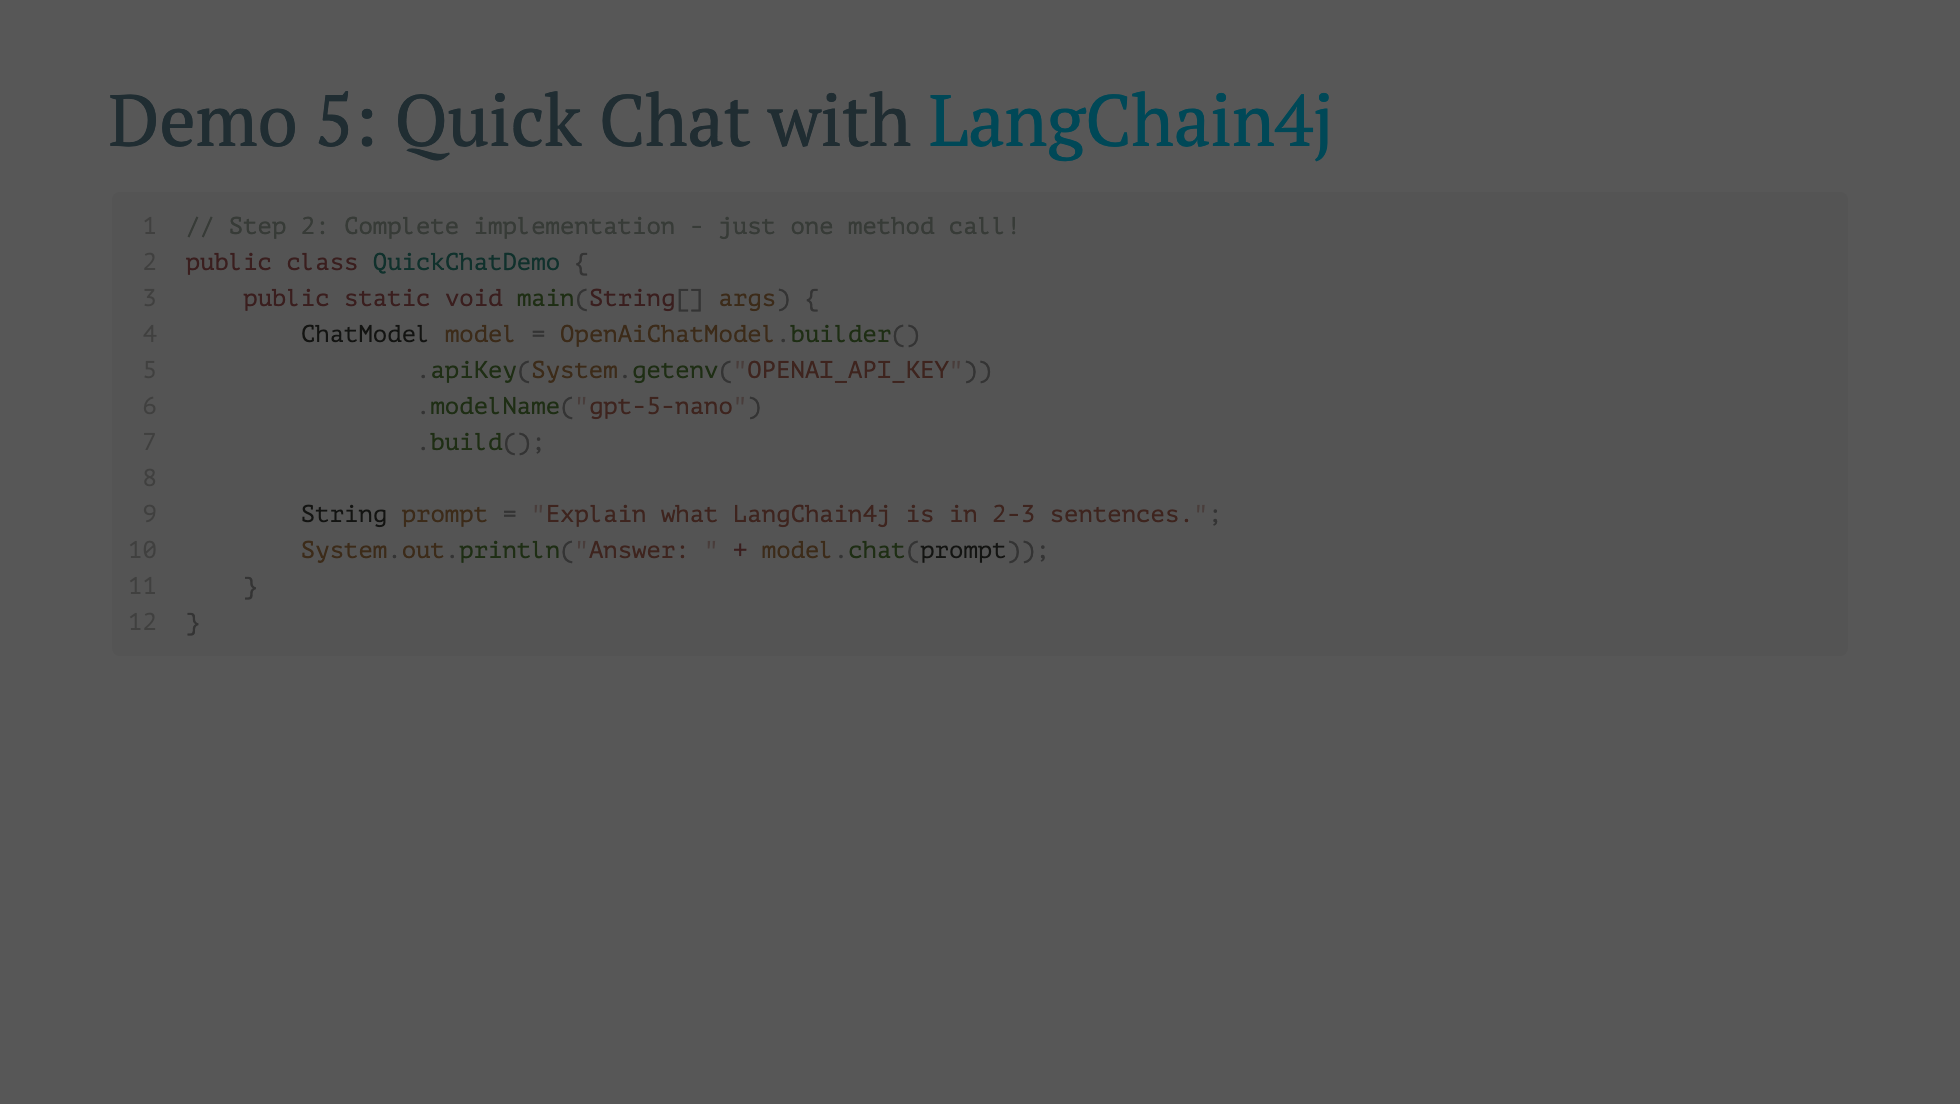 Demo 5: Quick Chat with LangChain4j
1 // Step 2: Complete implementation - just one method call!
2 public class QuickChatDemo {
3     public static void main(String[] args) {
4         ChatModel model = OpenAiChatModel.builder()
5                 .apiKey(System.getenv("OPENAI_API_KEY"))
6                 .modelName("gpt-5-nano")
7                 .build();
8
9         String prompt = "Explain what LangChain4j is in 2-3 sentences.";
10         System.out.println("Answer: " + model.chat(prompt));
11     }
12 }